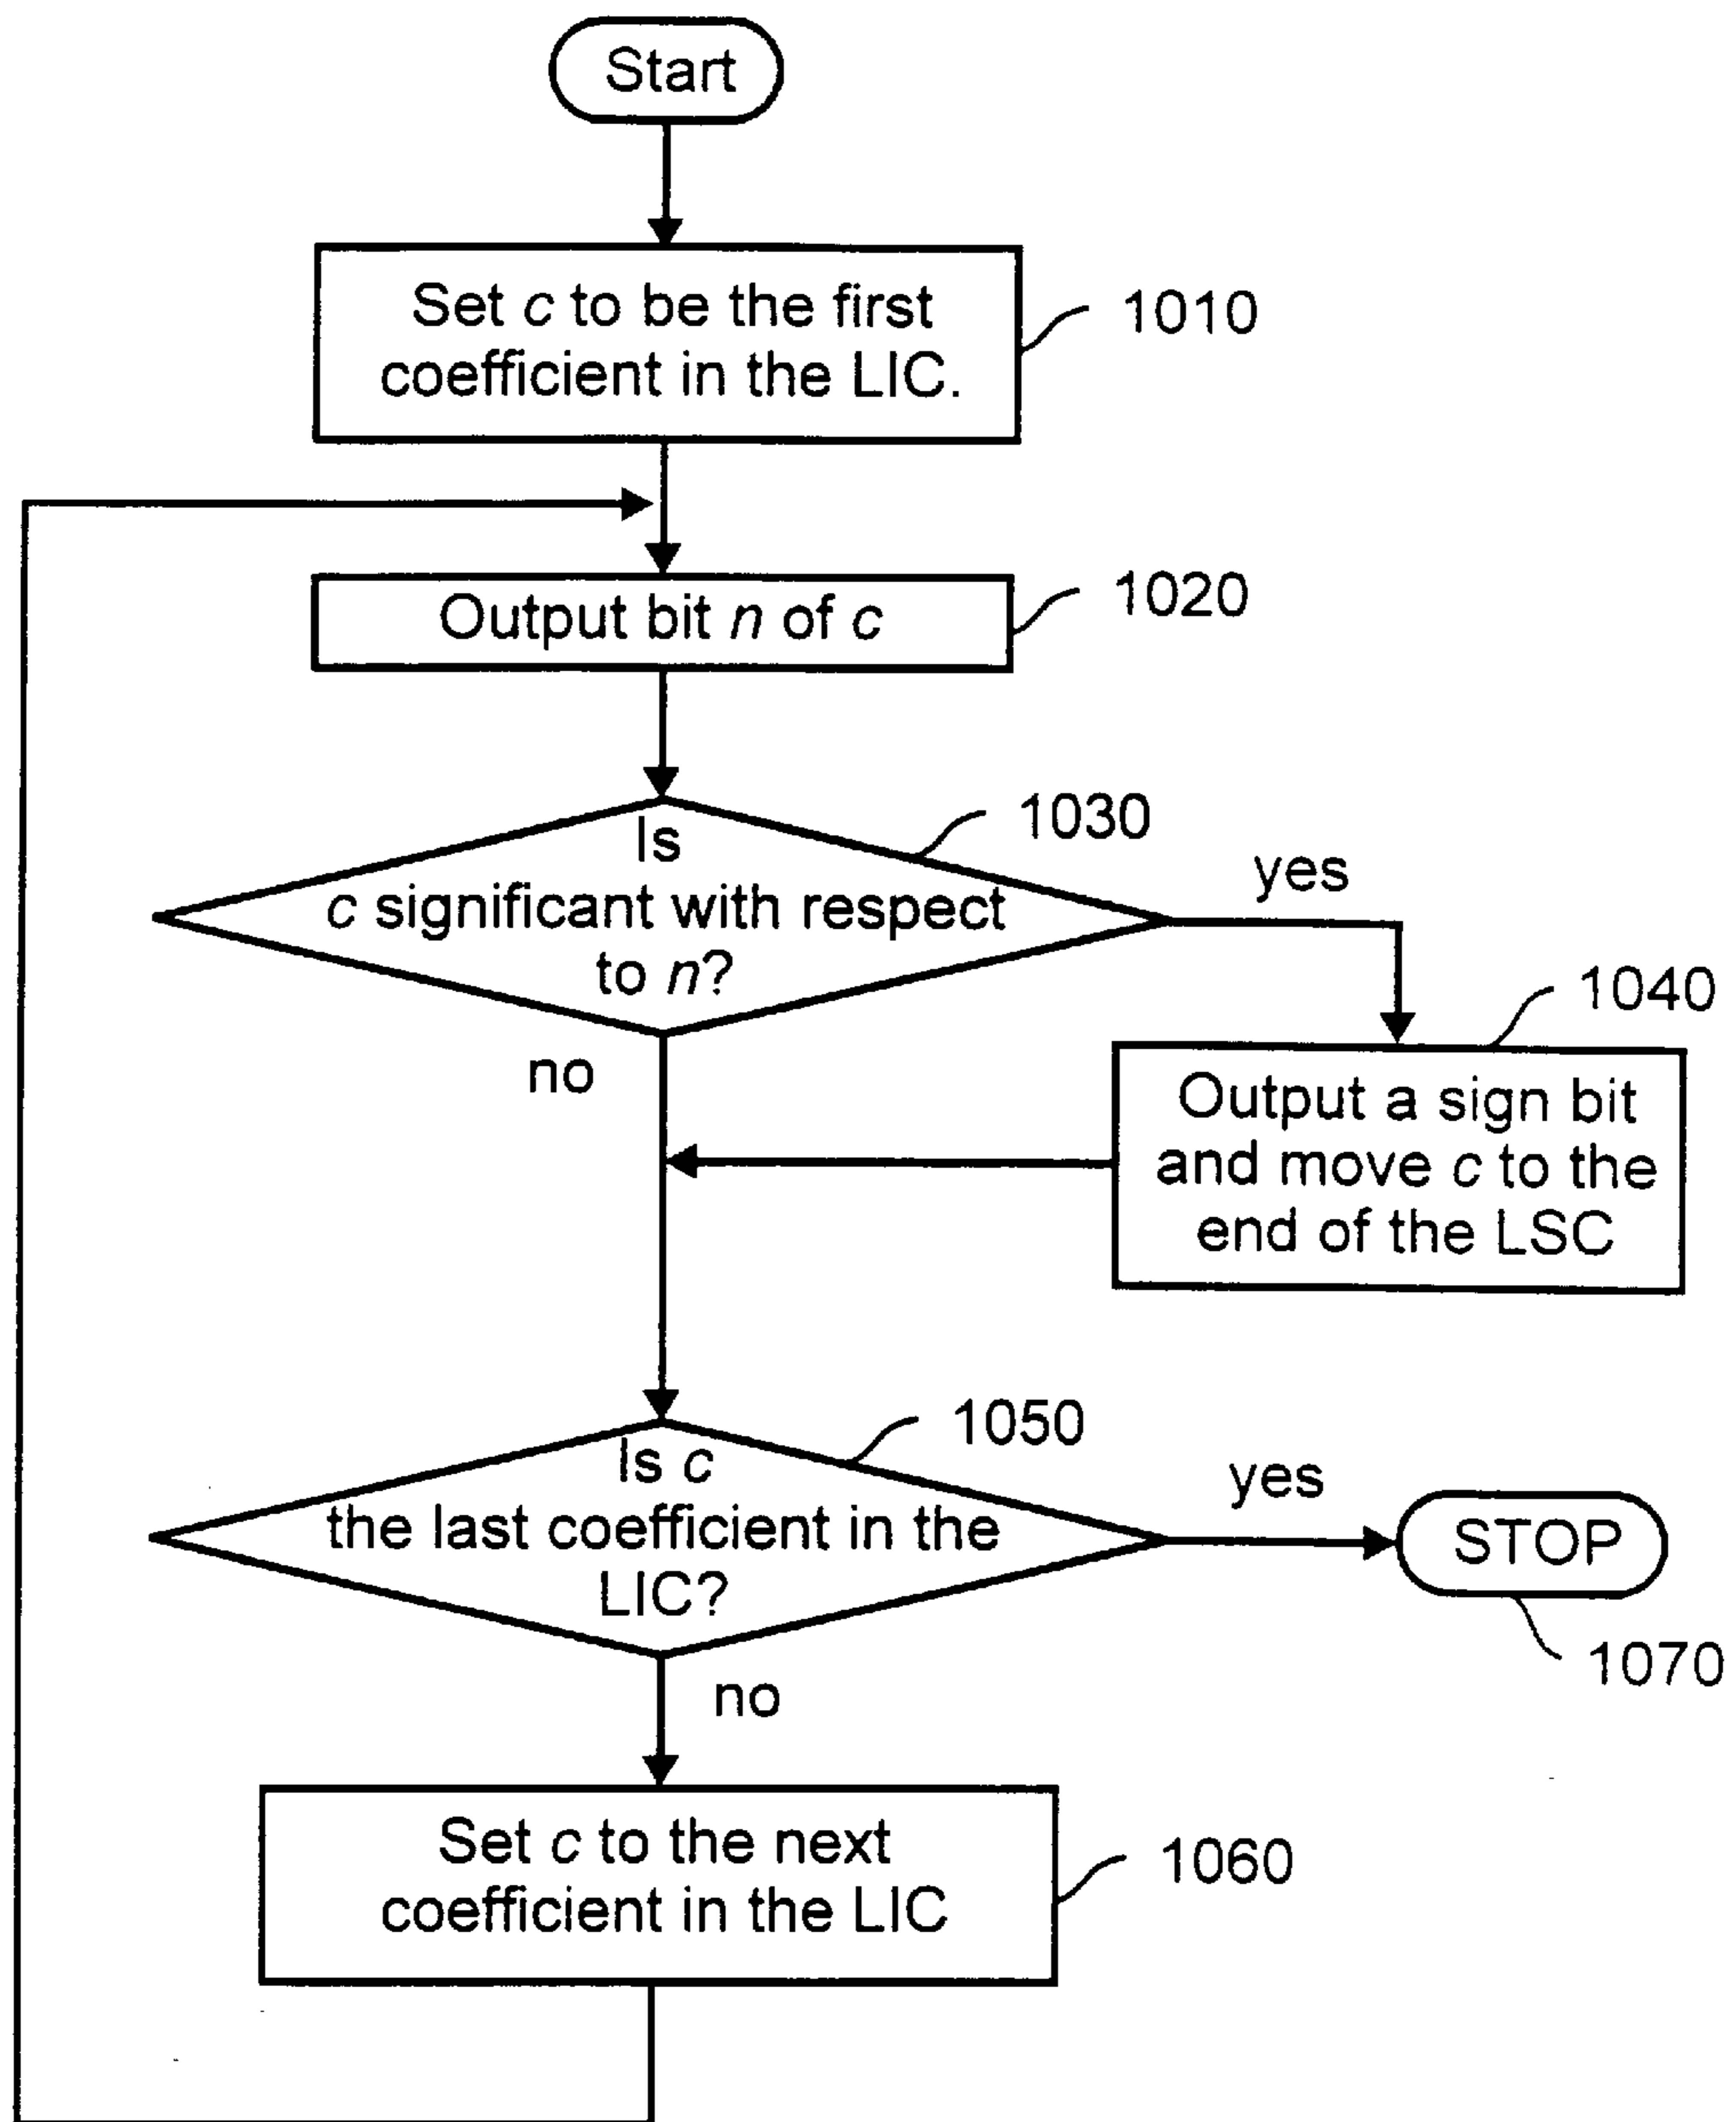 Start
Set c to be the first
coefficient in the LIC.
1010
Output bit n of c
1020
Is
c significant with respect
to n?
1030
yes
no
Output a sign bit
and move c to the
end of the LSC
1040
Is c
the last coefficient in the
LIC?
1050
yes
STOP
1070
no
Set c to the next
coefficient in the LIC
1060